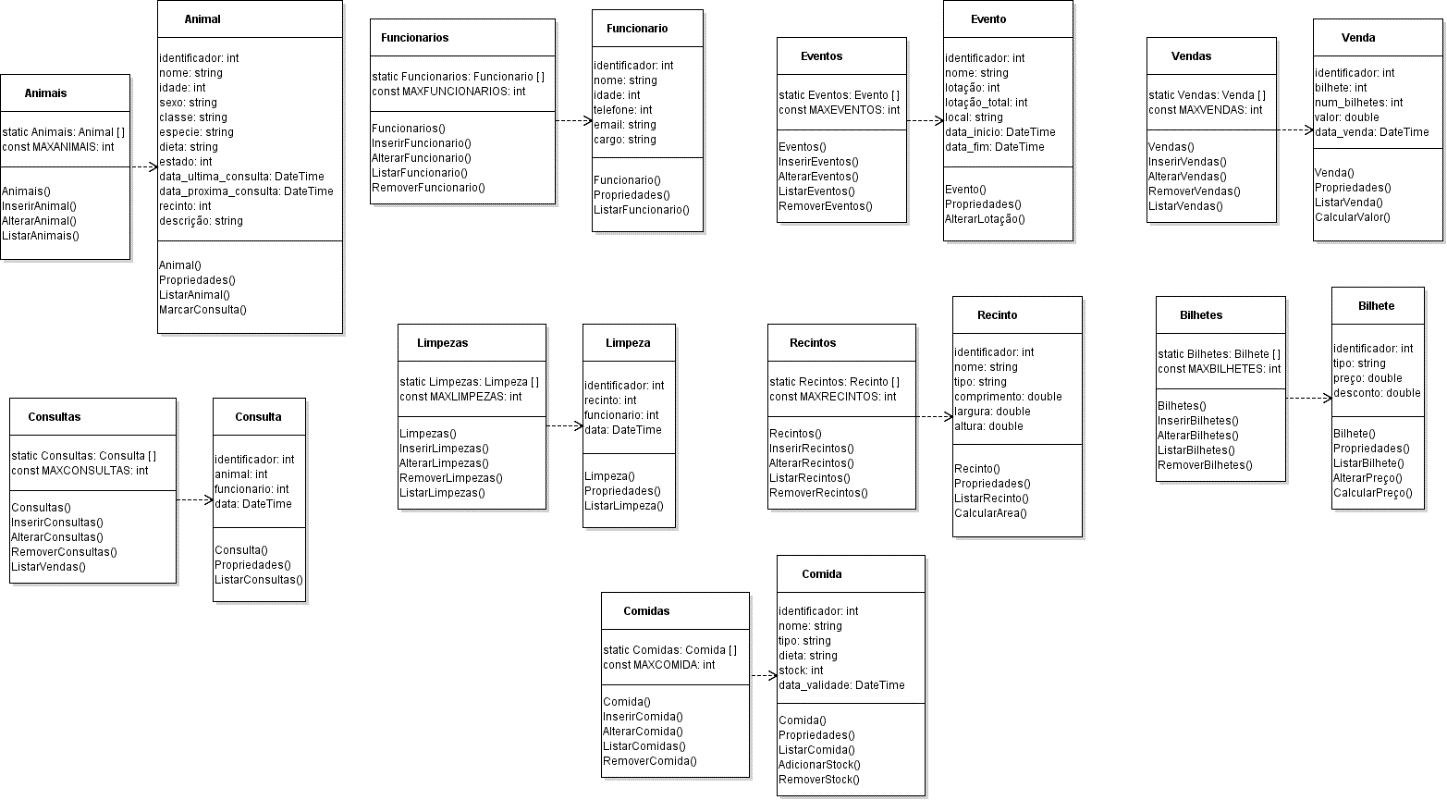 Animais
static Animais: Animal [ ]
const MAXANIMAIS: int
Animais()
InserirAnimal()
AlterarAnimal()
ListarAnimais()
Animal
identificador: int
nome: string
idade: int
sexo: string
classe: string
especie: string
dieta: string
estado: int
data_ultima_consulta: DateTime
data_proxima_consulta: DateTime
recinto: int
descrição: string
Animal()
Propriedades()
ListarAnimal()
MarcarConsulta()
Funcionarios
static Funcionarios: Funcionario [ ]
const MAXFUNCIONARIOS: int
Funcionarios()
InserirFuncionario()
AlterarFuncionario()
ListarFuncionario()
RemoverFuncionario()
Funcionario
identificador: int
nome: string
idade: int
telefone: int
email: string
cargo: string
Funcionario()
Propriedades()
ListarFuncionario()
Eventos
static Eventos: Evento [ ]
const MAXEVENTOS: int
Eventos()
InserirEventos()
AlterarEventos()
ListarEventos()
RemoverEventos()
Evento
identificador: int
nome: string
lotação: int
lotação_total: int
local: string
data_inicio: DateTime
data_fim: DateTime
Evento()
Propriedades()
AlterarLotação()
Vendas
static Vendas: Venda [ ]
const MAXVENDAS: int
Vendas()
InserirVendas()
AlterarVendas()
RemoverVendas()
ListarVendas()
Venda
identificador: int
bilhete: int
num_bilhetes: int
valor: double
data_venda: DateTime
Venda()
Propriedades()
ListarVenda()
CalcularValor()
Consultas
static Consultas: Consulta [ ]
const MAXCONSULTAS: int
Consultas()
InserirConsultas()
AlterarConsultas()
RemoverConsultas()
ListarVendas()
Consulta
identificador: int
animal: int
funcionario: int
data: DateTime
Consulta()
Propriedades()
ListarConsultas()
Limpezas
static Limpezas: Limpeza [ ]
const MAXLIMPEZAS: int
Limpezas()
InserirLimpezas()
AlterarLimpezas()
RemoverLimpezas()
ListarLimpezas()
Limpeza
identificador: int
recinto: int
funcionario: int
data: DateTime
Limpeza()
Propriedades()
ListarLimpeza()
Recintos
static Recintos: Recinto [ ]
const MAXRECINTOS: int
Recintos()
InserirRecintos()
AlterarRecintos()
ListarRecintos()
RemoverRecintos()
Recinto
identificador: int
nome: string
tipo: string
comprimento: double
largura: double
altura: double
Recinto()
Propriedades()
ListarRecinto()
CalcularArea()
Bilhetes
static Bilhetes: Bilhete [ ]
const MAXBILHETES: int
Bilhetes()
InserirBilhetes()
AlterarBilhetes()
ListarBilhetes()
RemoverBilhetes()
Bilhete
identificador: int
tipo: string
preço: double
desconto: double
Bilhete()
Propriedades()
ListarBilhete()
AlterarPreço()
CalcularPreço()
Comidas
static Comidas: Comida [ ]
const MAXCOMIDA: int
Comida()
InserirComida()
AlterarComida()
ListarComidas()
RemoverComida()
Comida
identificador: int
nome: string
tipo: string
dieta: string
stock: int
data_validade: DateTime
Comida()
Propriedades()
ListarComida()
AdicionarStock()
RemoverStock()